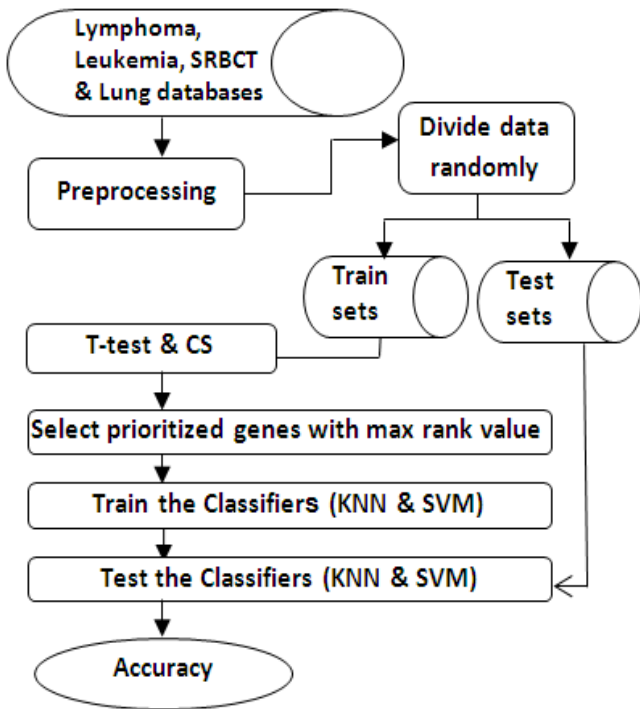 Lymphoma,
Leukemia, SRBCT
& Lung databases
Divide data
randomly
Preprocessing
Train
sets
Test
sets
T-test & CS
Select prioritized genes with max rank value
Train the Classifiers (KNN & SVM)
Test the Classifiers (KNN & SVM)
Accuracy